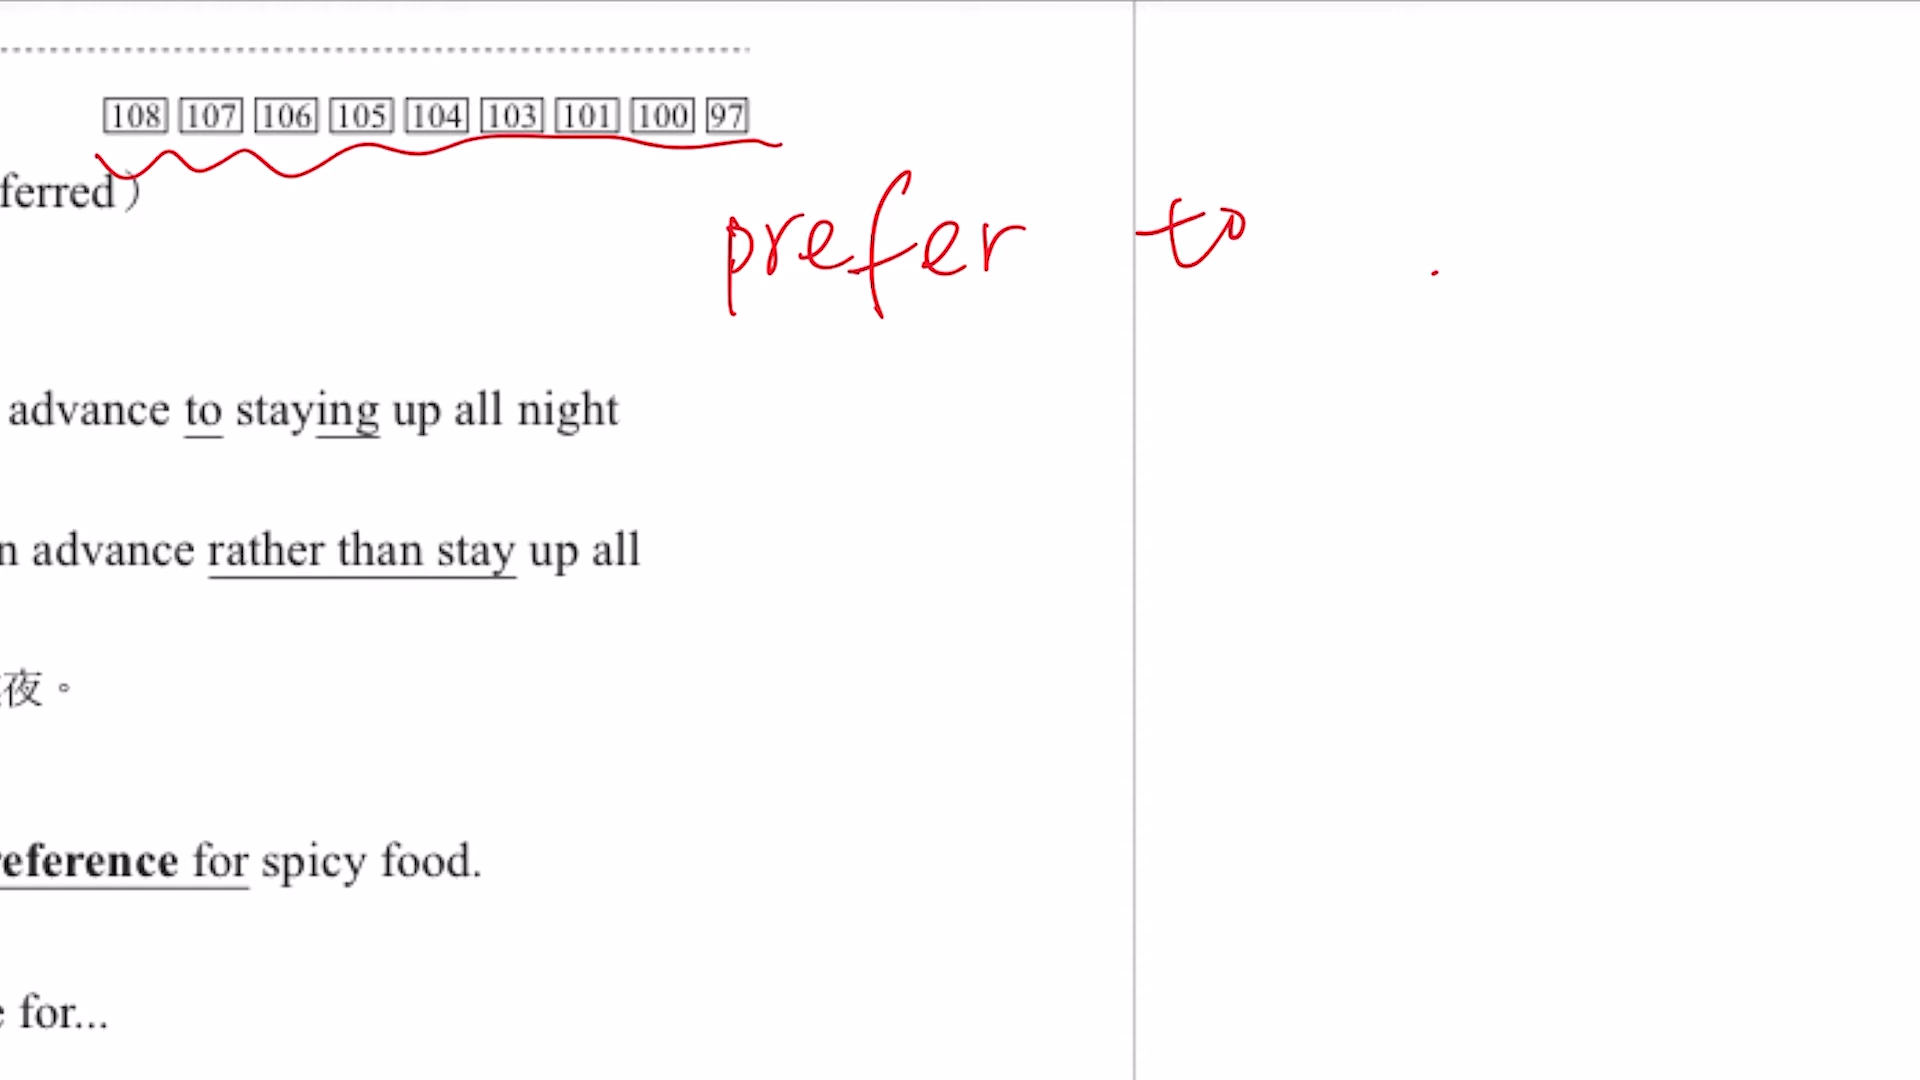 108 107 106 105 104 103 101 100 97
ferred）
prefer to .
advance to staying up all night
n advance rather than stay up all
夜。
eference for spicy food.
for...